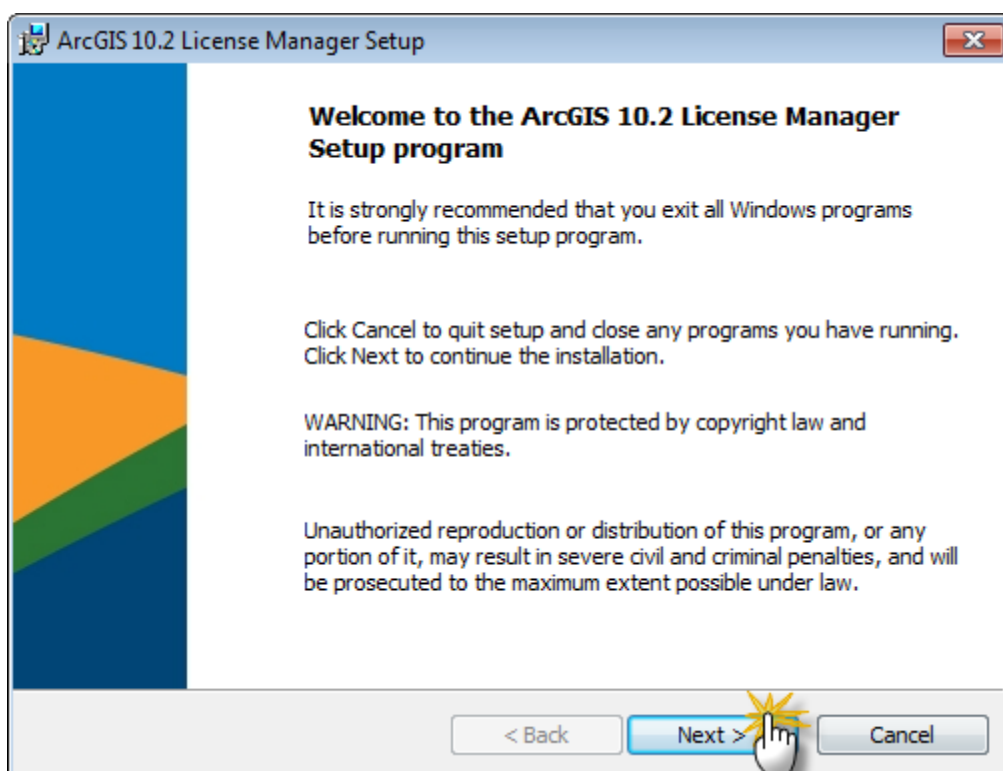 ArcGIS 10.2 License Manager Setup
Welcome to the ArcGIS 10.2 License Manager
Setup program
It is strongly recommended that you exit all Windows programs
before running this setup program.
Click Cancel to quit setup and close any programs you have running.
Click Next to continue the installation.
WARNING: This program is protected by copyright law and
international treaties.
Unauthorized reproduction or distribution of this program, or any
portion of it, may result in severe civil and criminal penalties, and will
be prosecuted to the maximum extent possible under law.
< Back
Next >
Cancel